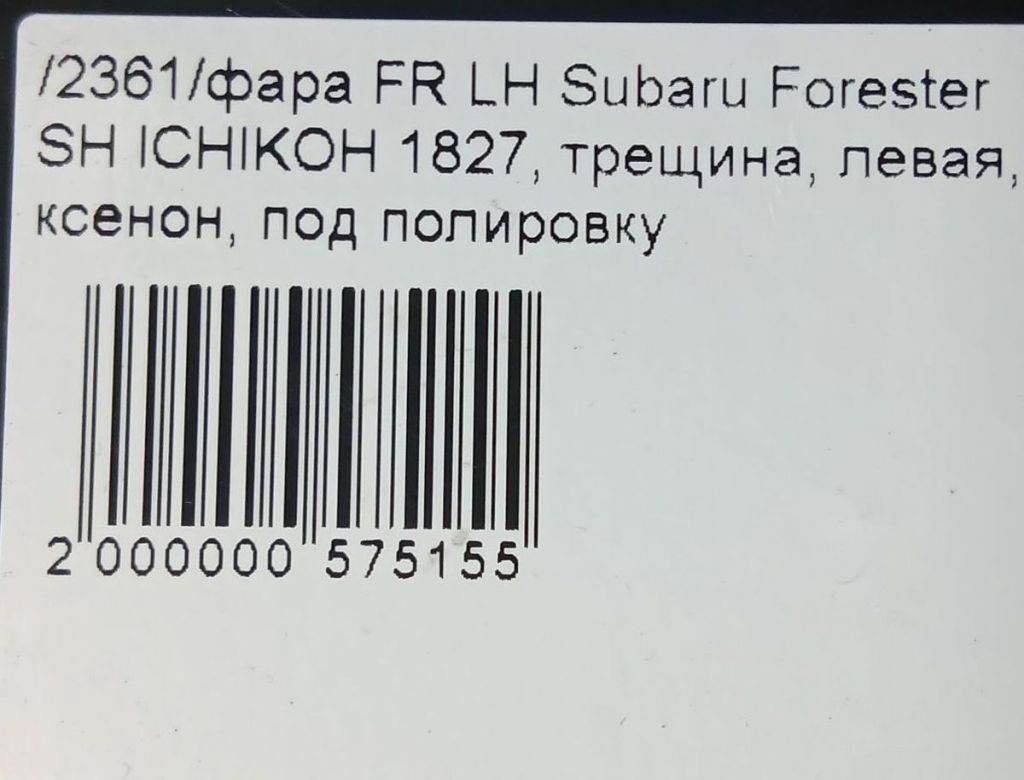 /2361/фара FR LH Subaru Forester
SH ICHIKOH 1827, трещина, левая,
ксенон, под полировку
2 000000 575155